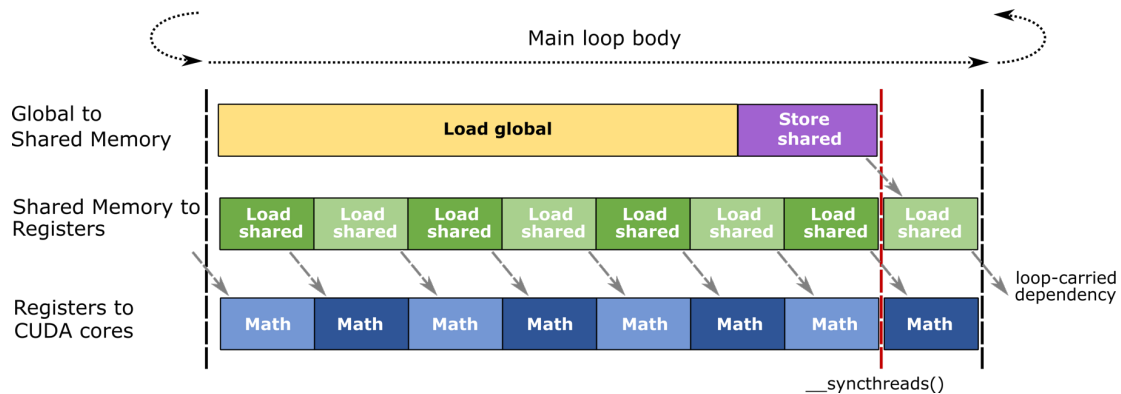 Main loop body
Global to
Shared Memory
Load global
Store
shared
Shared Memory to
Registers
Load
shared
Load
shared
Load
shared
Load
shared
Load
shared
Load
shared
Load
shared
Load
shared
loop-carried
dependency
Registers to
CUDA cores
Math
Math
Math
Math
Math
Math
Math
Math
__syncthreads()